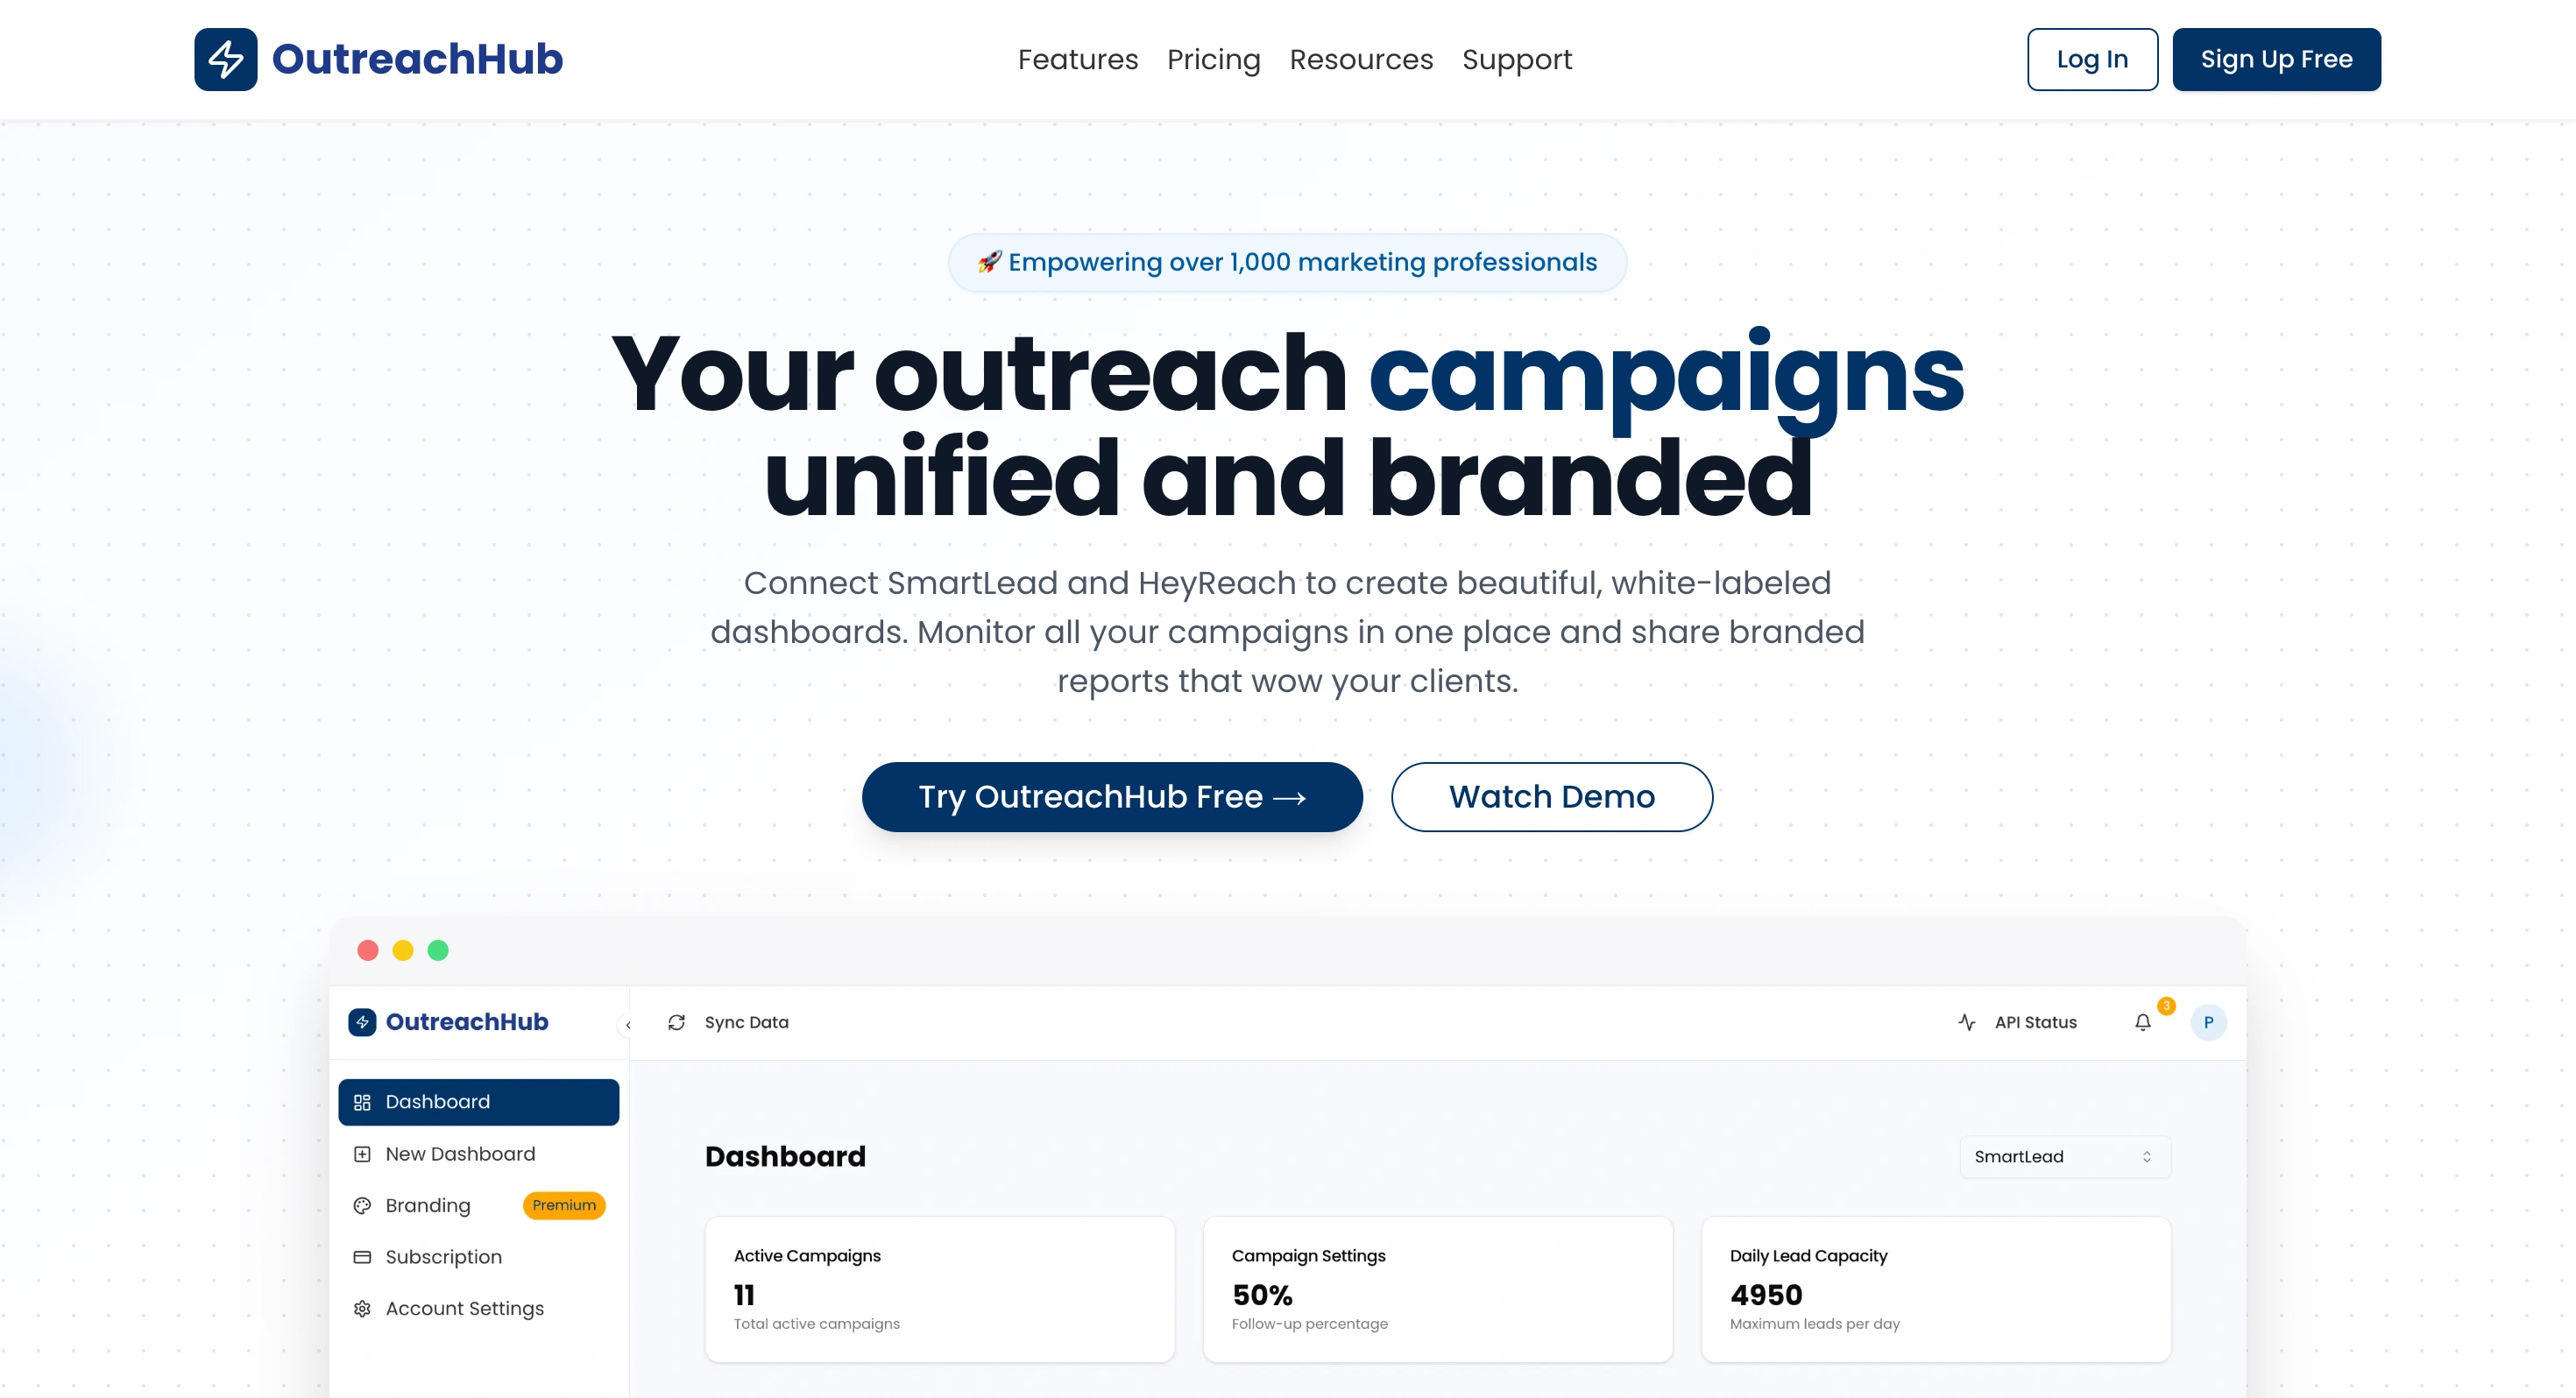 OutreachHub
Features Pricing Resources Support
Log In
Sign Up Free
🚀 Empowering over 1,000 marketing professionals
Your outreach campaigns
unified and branded
Connect SmartLead and HeyReach to create beautiful, white-labeled
dashboards. Monitor all your campaigns in one place and share branded
reports that wow your clients.
Try OutreachHub Free →
Watch Demo
OutreachHub
Sync Data
API Status
3
P
Dashboard
New Dashboard
Branding Premium
Subscription
Account Settings
Dashboard
SmartLead
Active Campaigns
11
Total active campaigns
Campaign Settings
50%
Follow-up percentage
Daily Lead Capacity
4950
Maximum leads per day